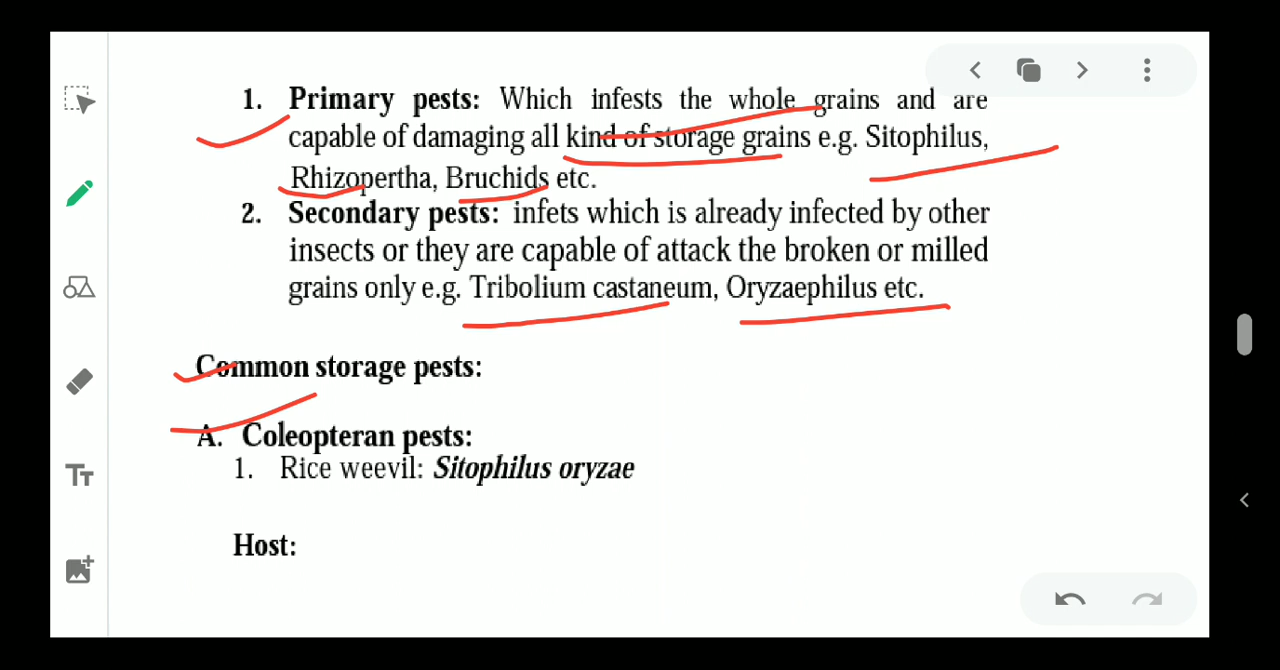 1. Primary pests: Which infests the whole grains and are
capable of damaging all kind of storage grains e.g. Sitophilus,
Rhizopertha, Bruchids etc.
2. Secondary pests: infets which is already infected by other
insects or they are capable of attack the broken or milled
grains only e.g. Tribolium castaneum, Oryzaephilus etc.
Common storage pests:
A. Coleopteran pests:
1. Rice weevil: Sitophilus oryzae
Host:
Tт